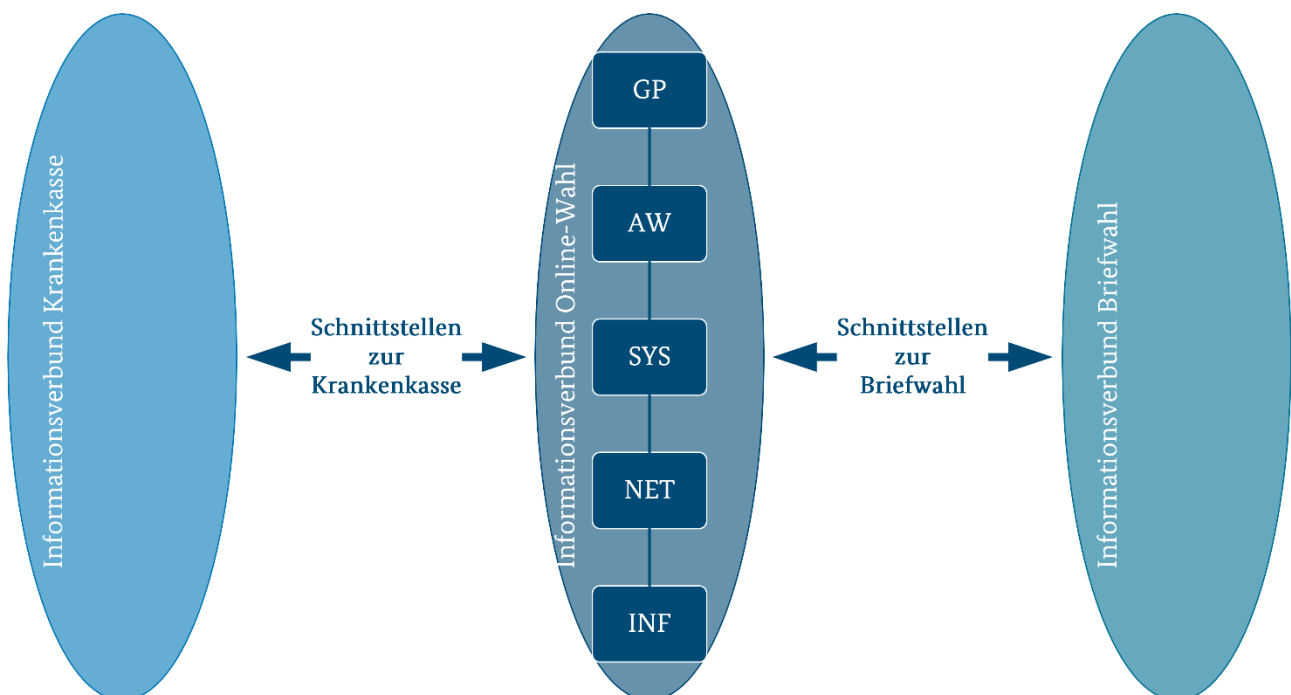 Informationsverbund Krankenkasse
Schnittstellen
zur
Krankenkasse
Informationsverbund Online-Wahl
GP
AW
SYS
NET
INF
Schnittstellen
zur
Briefwahl
Informationsverbund Briefwahl